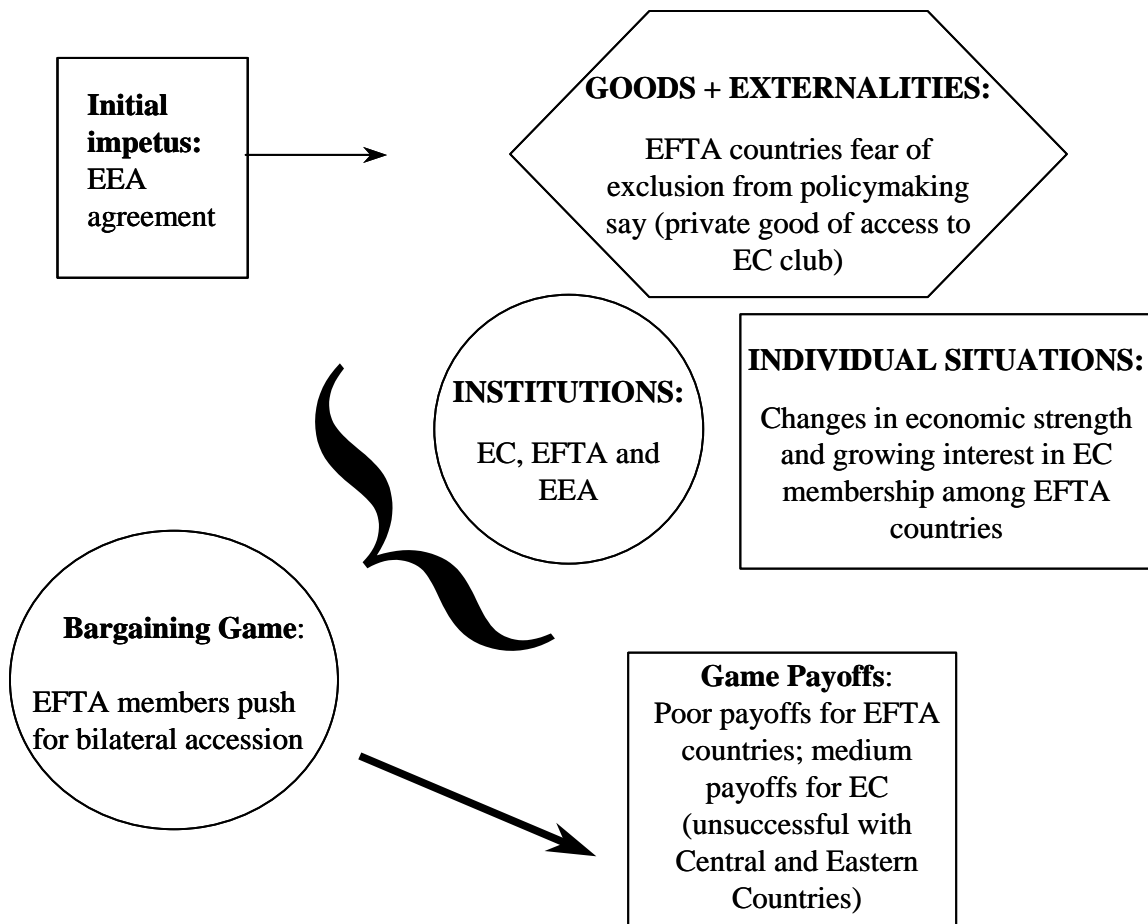 Initial
impetus:
EEA
agreement
GOODS + EXTERNALITIES:
EFTA countries fear of
exclusion from policymaking
say (private good of access to
EC club)
INSTITUTIONS:
EC, EFTA and
EEA
INDIVIDUAL SITUATIONS:
Changes in economic strength
and growing interest in EC
membership among EFTA
countries
Bargaining Game:
EFTA members push
for bilateral accession
Game Payoffs:
Poor payoffs for EFTA
countries; medium
payoffs for EC
(unsuccessful with
Central and Eastern
Countries)